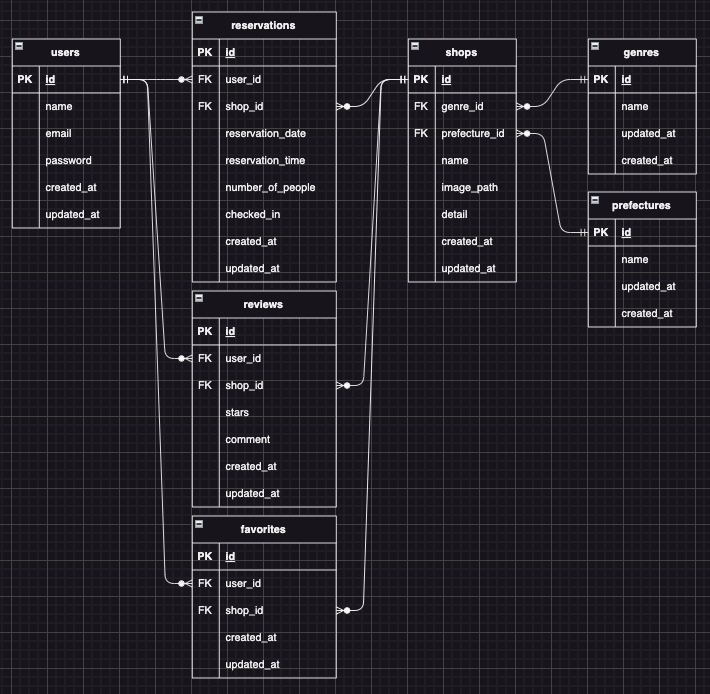 users
PK id
name
email
password
created_at
updated_at
reservations
PK id
FK user_id
FK shop_id
reservation_date
reservation_time
number_of_people
checked_in
created_at
updated_at
reviews
PK id
FK user_id
FK shop_id
stars
comment
created_at
updated_at
favorites
PK id
FK user_id
FK shop_id
created_at
updated_at
shops
PK id
FK genre_id
FK prefecture_id
name
image_path
detail
created_at
updated_at
genres
PK id
name
updated_at
created_at
prefectures
PK id
name
updated_at
created_at